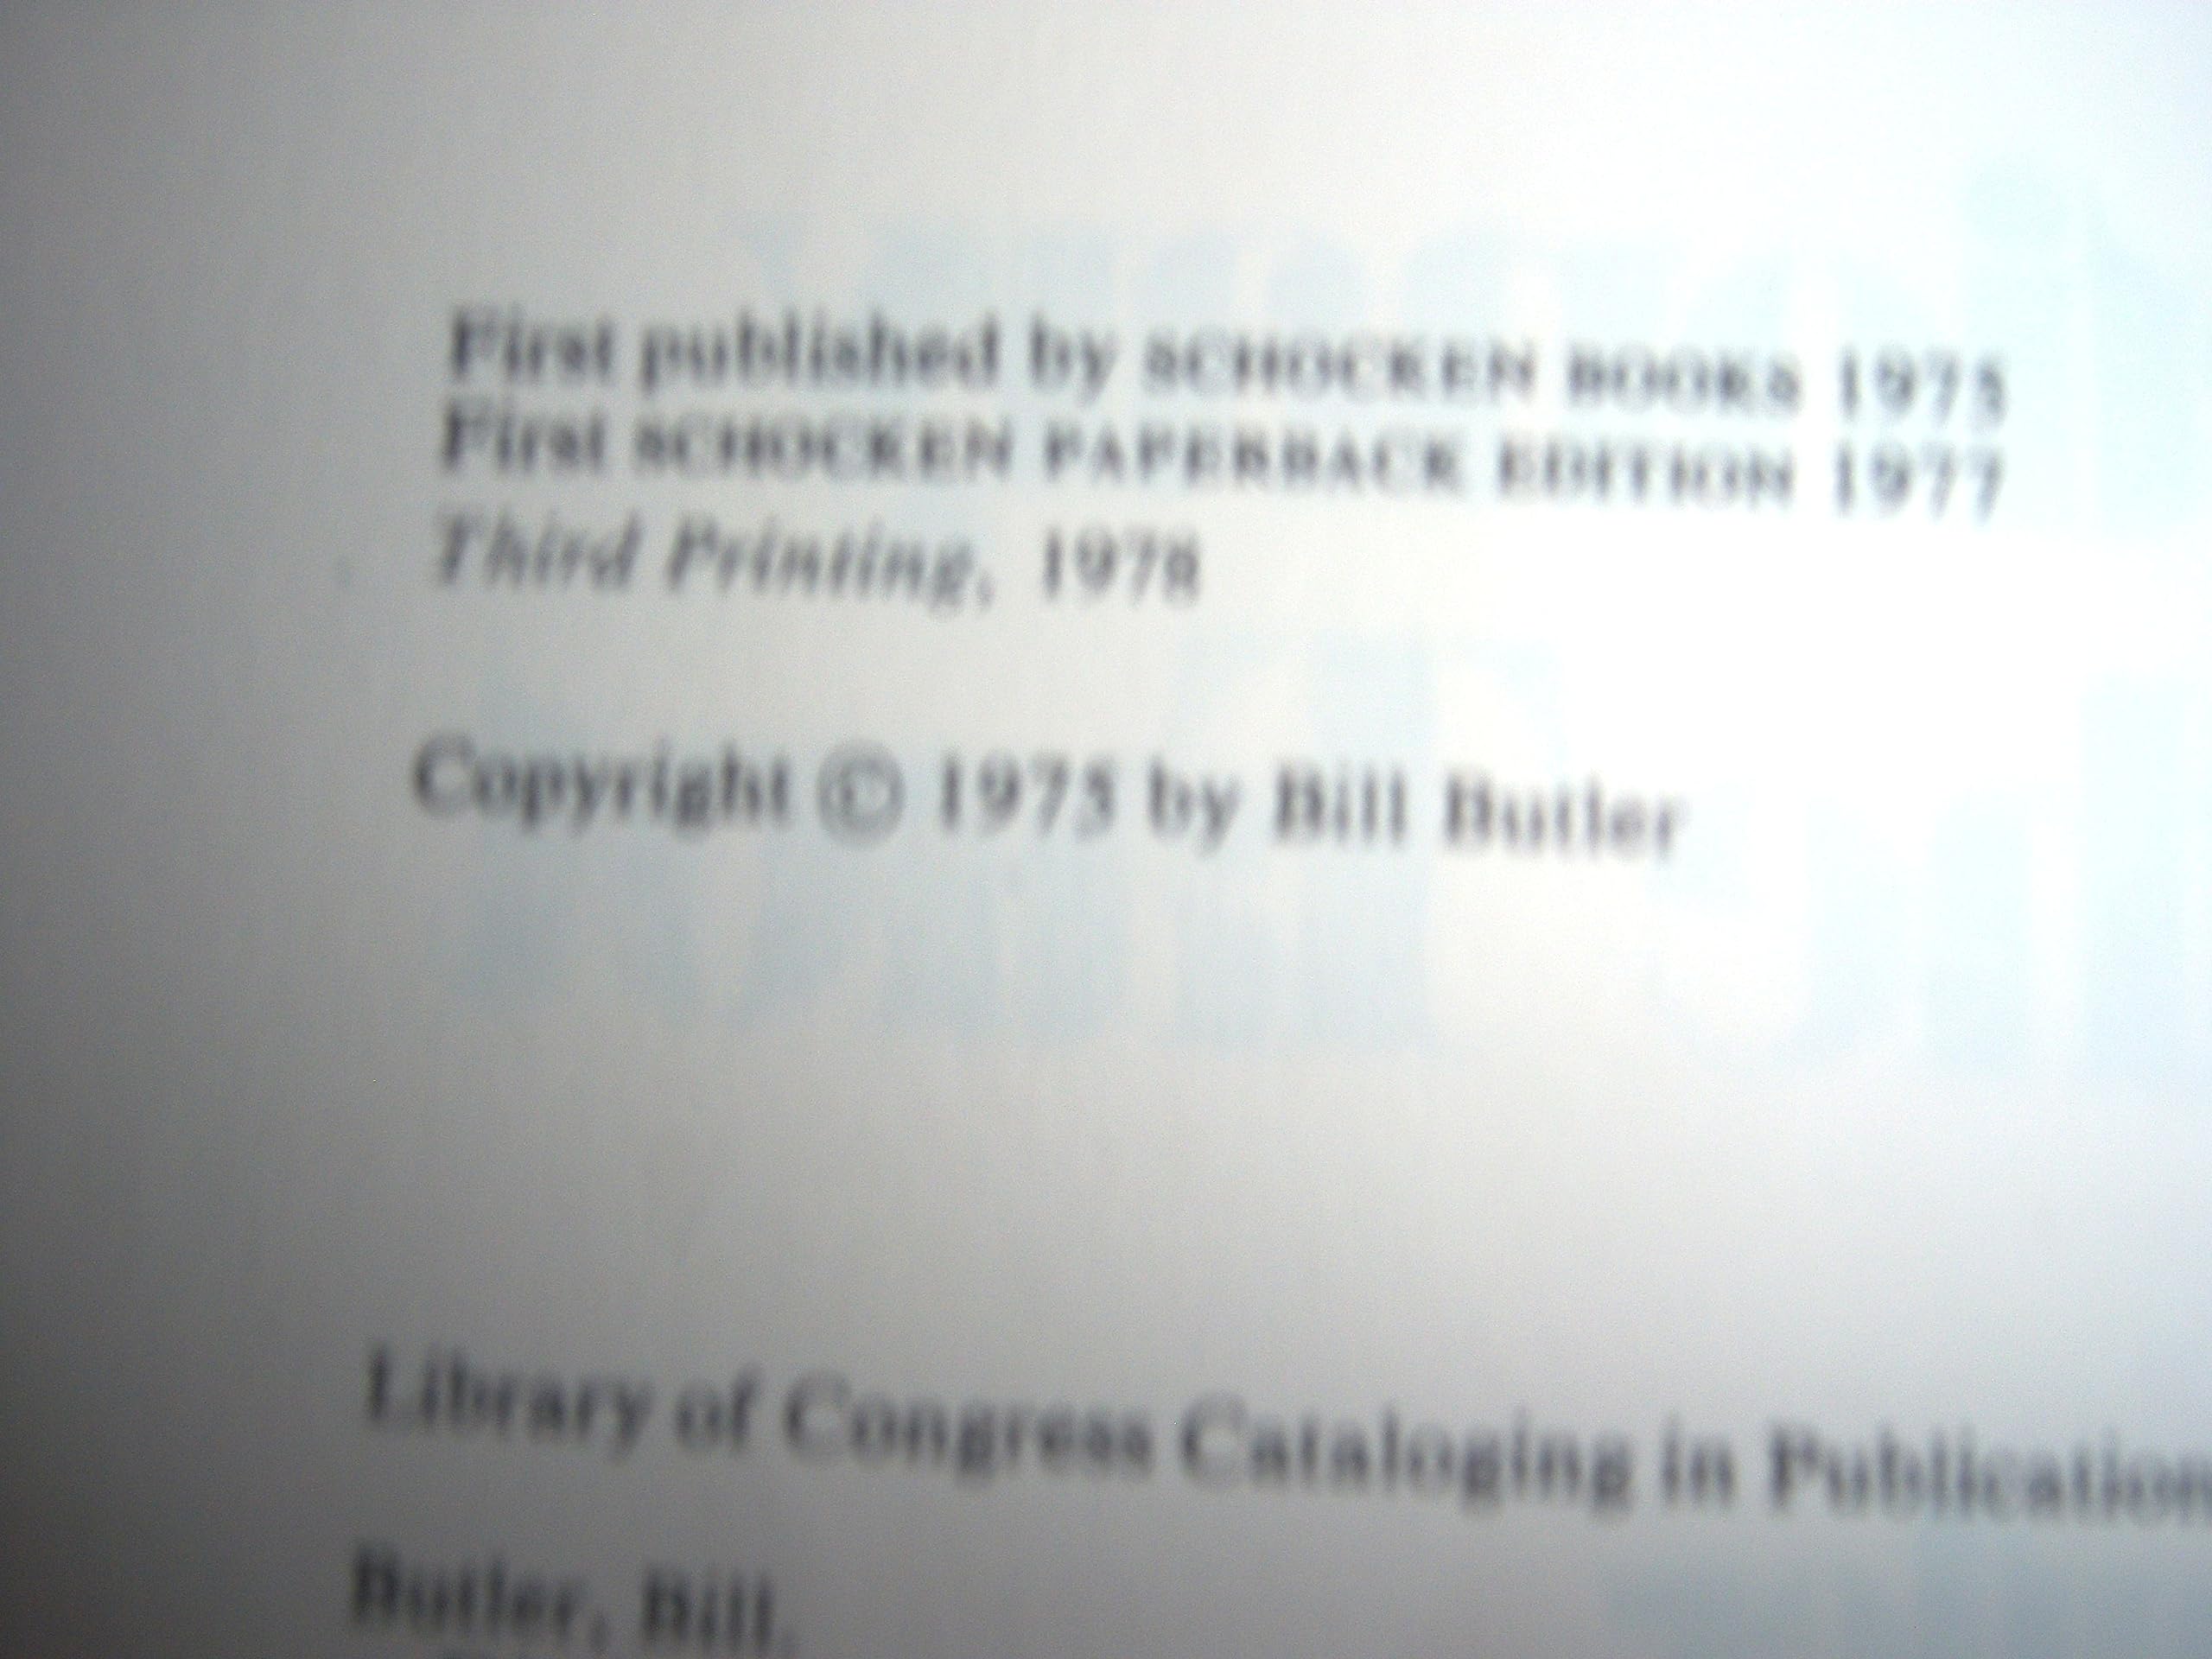 First published by SCHOCKEN BOOKS 1975
First SCHOCKEN PAPERBACK EDITION 1977
Third Printing, 1978
Copyright © 1975 by Bill Butler
Library of Congress Cataloging in Publication
Butler, Bill.